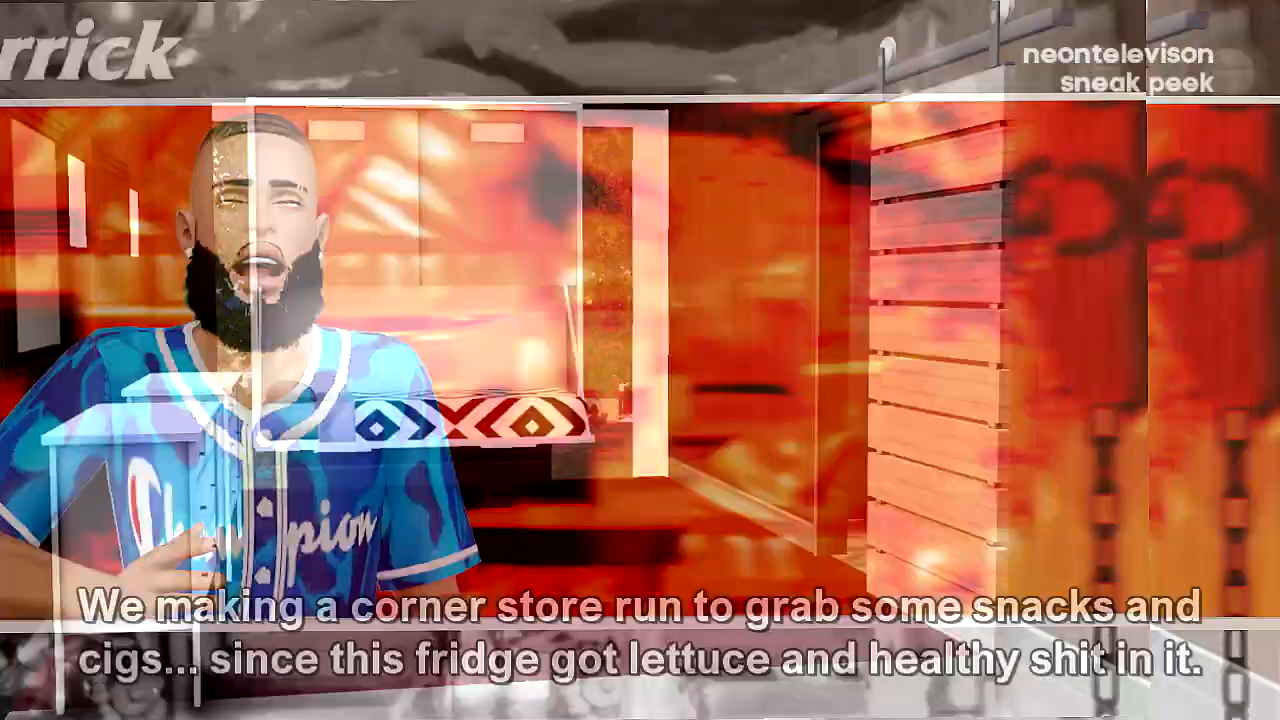 rrick
neontelevison
sneak peek
pion
We making a corner store run to grab some snacks and
cigs... since this fridge got lettuce and healthy shit in it.